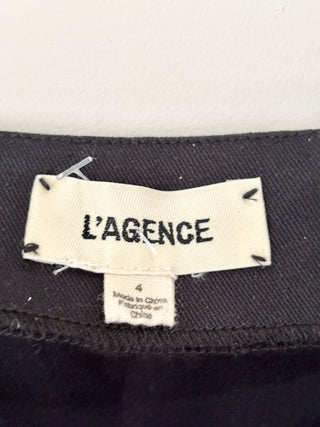 L'AGENCE
4
Made in China
Fabriqué en
Chine